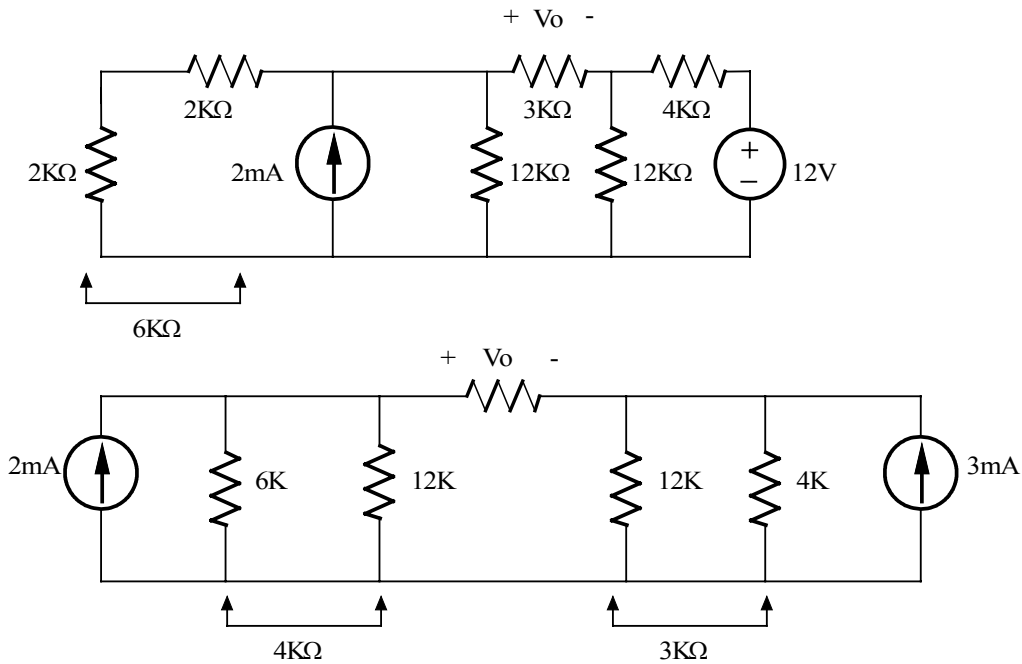 + Vo -
2KΩ 3KΩ 4KΩ
2KΩ 2mA 12KΩ 12KΩ + − 12V
6KΩ
+ Vo -
2mA 6K 12K 12K 4K 3mA
4KΩ 3KΩ